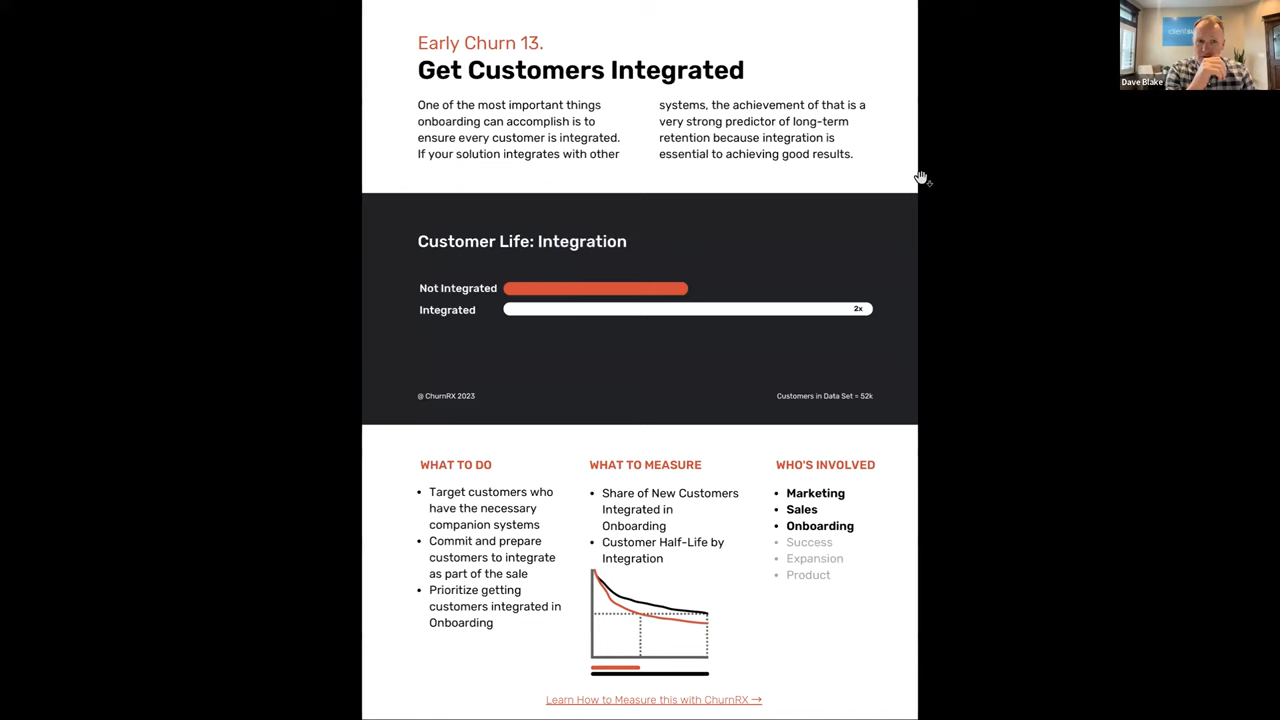 Early Churn 13.
Get Customers Integrated
One of the most important things
onboarding can accomplish is to
ensure every customer is integrated.
If your solution integrates with other
systems, the achievement of that is a
very strong predictor of long-term
retention because integration is
essential to achieving good results.
Dave Blake
Customer Life: Integration
Not Integrated
Integrated
2x
@ ChurnRX 2023
Customers in Data Set = 52k
WHAT TO DO
• Target customers who
have the necessary
companion systems
• Commit and prepare
customers to integrate
as part of the sale
• Prioritize getting
customers integrated in
Onboarding
WHAT TO MEASURE
• Share of New Customers
Integrated in
Onboarding
• Customer Half-Life by
Integration
WHO'S INVOLVED
• Marketing
• Sales
• Onboarding
• Success
• Expansion
• Product
Learn How to Measure this with ChurnRX →